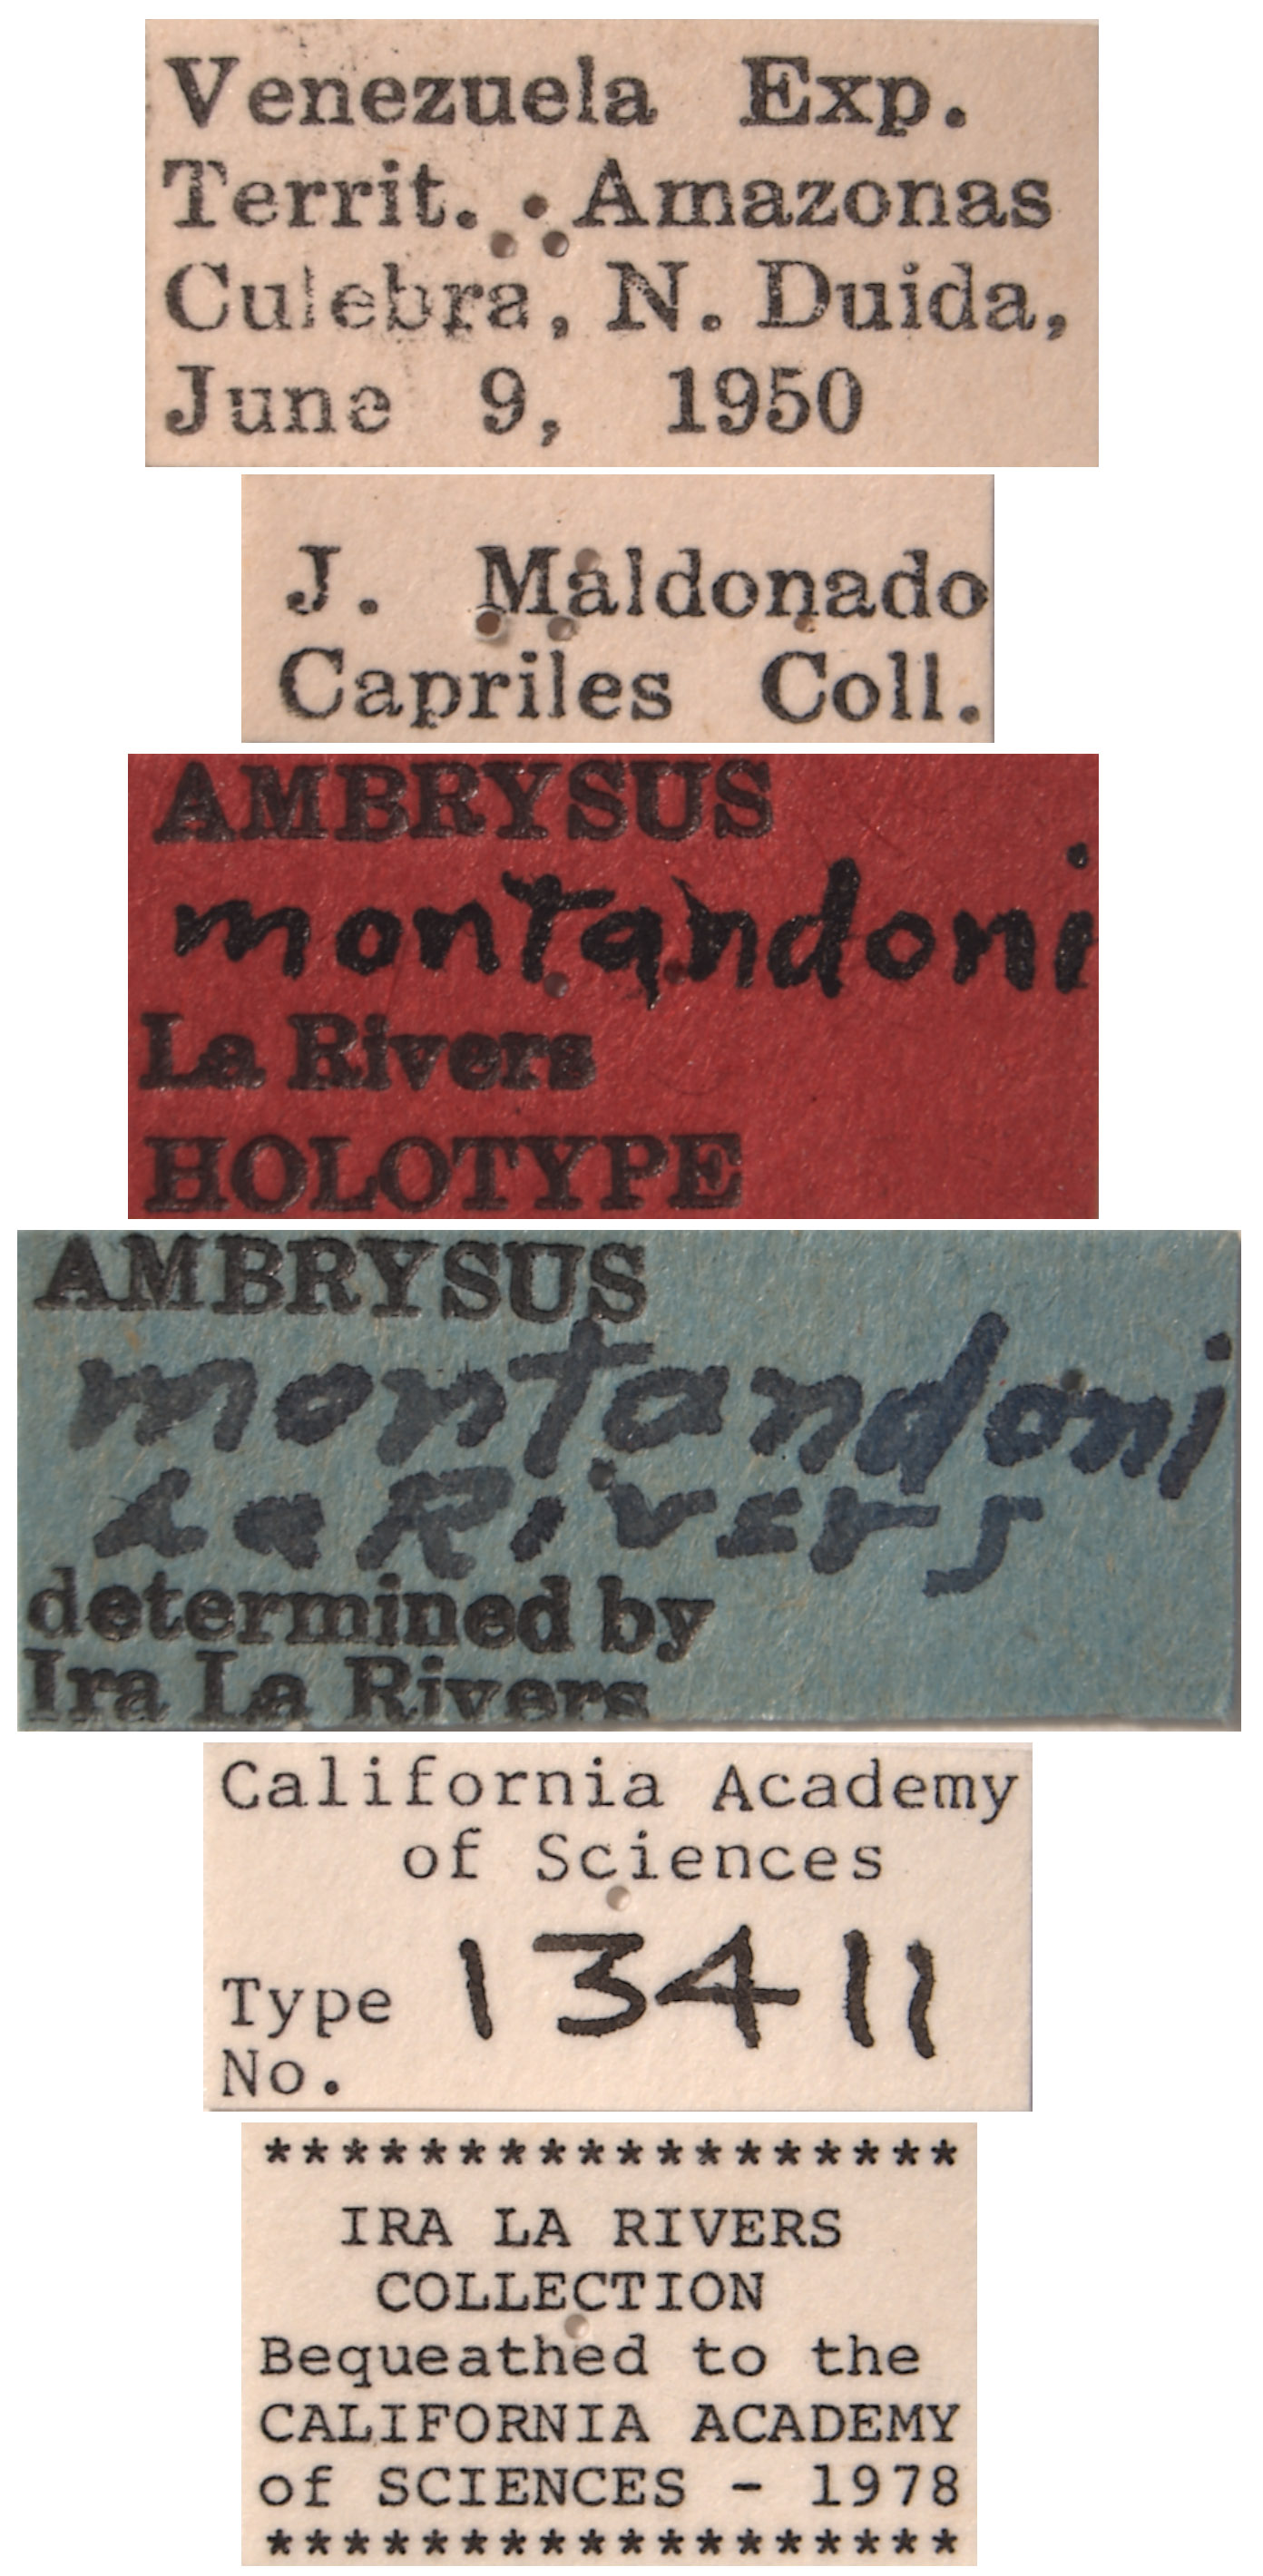 Venezuela Exp.
Territ. Amazonas
Culebra, N. Duida,
June 9, 1950
J. Maldonado
Capriles Coll.
AMBRYSUS
montandoni
La Rivers
HOLOTYPE
AMBRYSUS
montandoni
La Rivers
determined by
Ira La Rivers
California Academy
of Sciences
Type 13411
No.
******************
IRA LA RIVERS
COLLECTION
Bequeathed to the
CALIFORNIA ACADEMY
of SCIENCES - 1978
******************